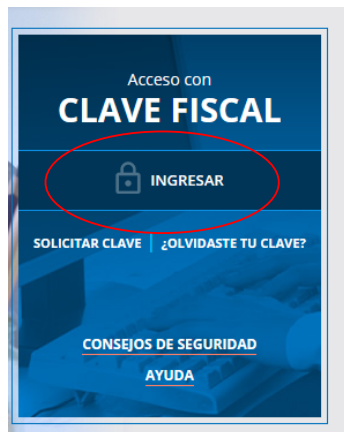 Acceso con
CLAVE FISCAL
INGRESAR
SOLICITAR CLAVE | ¿OLVIDASTE TU CLAVE?
CONSEJOS DE SEGURIDAD
AYUDA